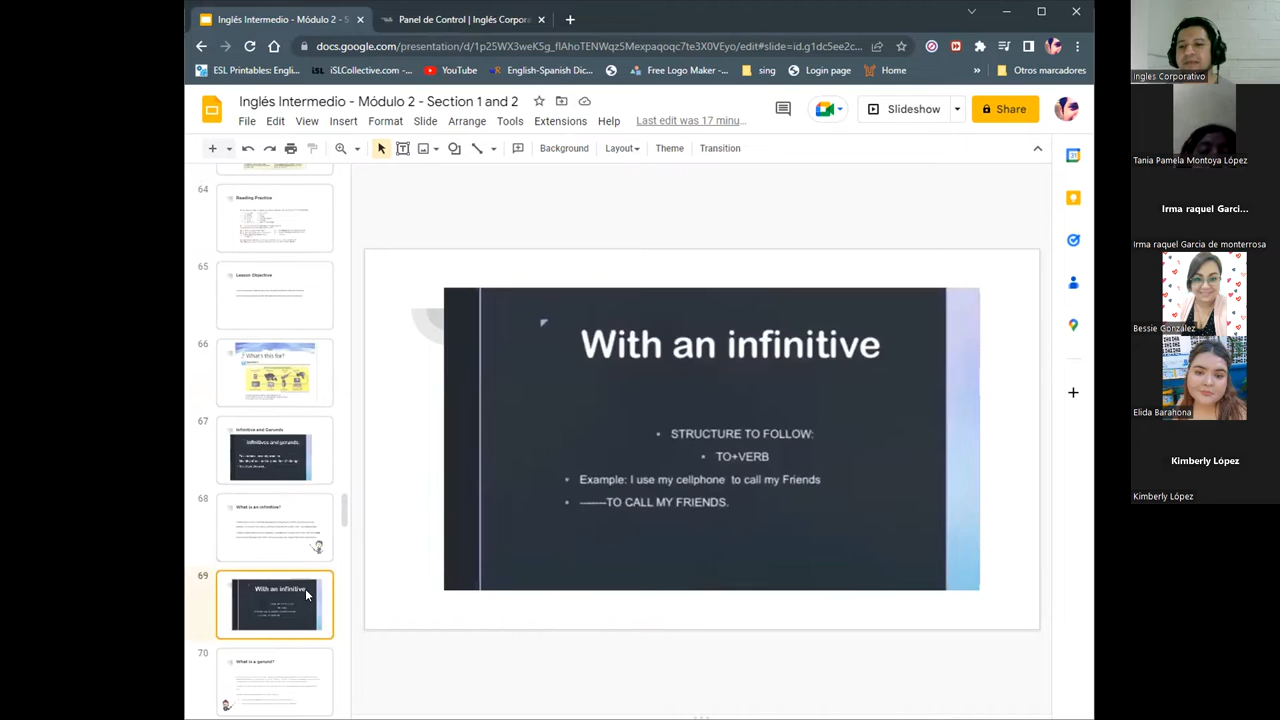 Inglés Intermedio - Módulo 2 - S
Panel de Control | Inglés Corpora
docs.google.com/presentation/d/1p25WX3weK5g_flAhoTENWqz5Mexpaqoqc7te3X0VEyo/edit#slide=id.g1dc5ee2c...
ESL Printables: Engli...
iSL
iSLCollective.com -...
YouTube
English-Spanish Dic...
Free Logo Maker -...
sing
Login page
Home
»
Otros marcadores
Inglés Intermedio - Módulo 2 - Section 1 and 2
File Edit View Insert Format Slide Arrange Tools Extensions Help Last edit was 17 minu...
Slideshow
Share
Background Layout Theme Transition
64
Reading Practice
65
Lesson Objective
66
What's this for?
67
Infinitive and Gerunds
Infinitives and gerunds.
68
What is an infinitive?
69
With an infinitive
70
What is a gerund?
With an infinitive
• STRUCTURE TO FOLLOW:
• TO+VERB
• Example: I use my cellphone to call my Friends
• ——TO CALL MY FRIENDS.
Ingles Corporativo
Tania Pamela Montoya López
Irma raquel Garci...
Irma raquel Garcia de monterrosa
Bessie González
Elida Barahona
Kimberly López
Kimberly López